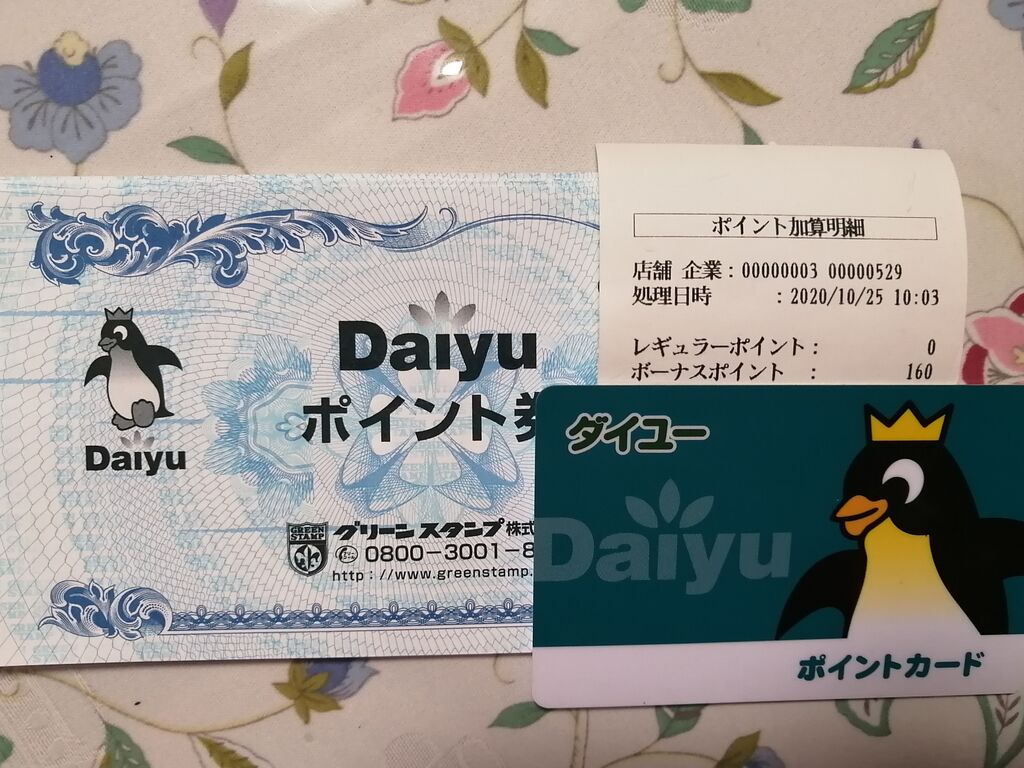 Daiyu
ポイント券
Daiyu
GREEN
STAMP
グリーンスタンプ株式
0800-3001-8
http://www.greenstamp.
ポイント加算明細
店舗 企業:00000003 00000529
処理日時 :2020/10/25 10:03
レギュラーポイント: 0
ボーナスポイント : 160
ダイユー
Daiyu
ポイントカード